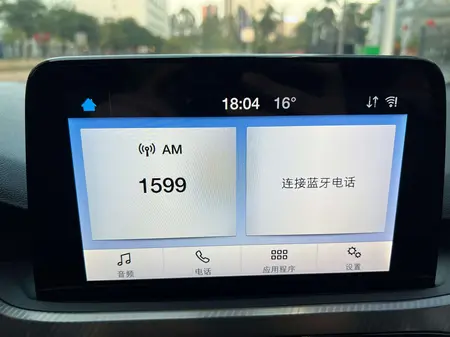 18:04 16°
AM
1599
连接蓝牙电话
音频 电话 应用程序 设置